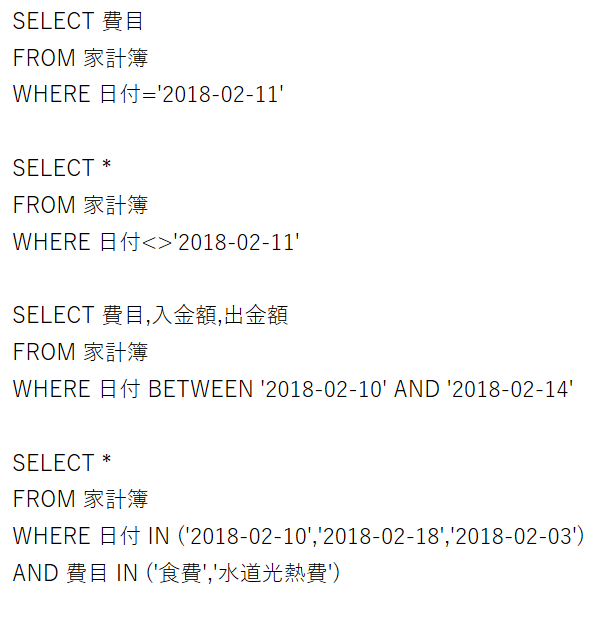 SELECT 費目
FROM 家計簿
WHERE 日付='2018-02-11'
SELECT *
FROM 家計簿
WHERE 日付<>'2018-02-11'
SELECT 費目,入金額,出金額
FROM 家計簿
WHERE 日付 BETWEEN '2018-02-10' AND '2018-02-14'
SELECT *
FROM 家計簿
WHERE 日付 IN ('2018-02-10','2018-02-18','2018-02-03')
AND 費目 IN ('食費','水道光熱費')